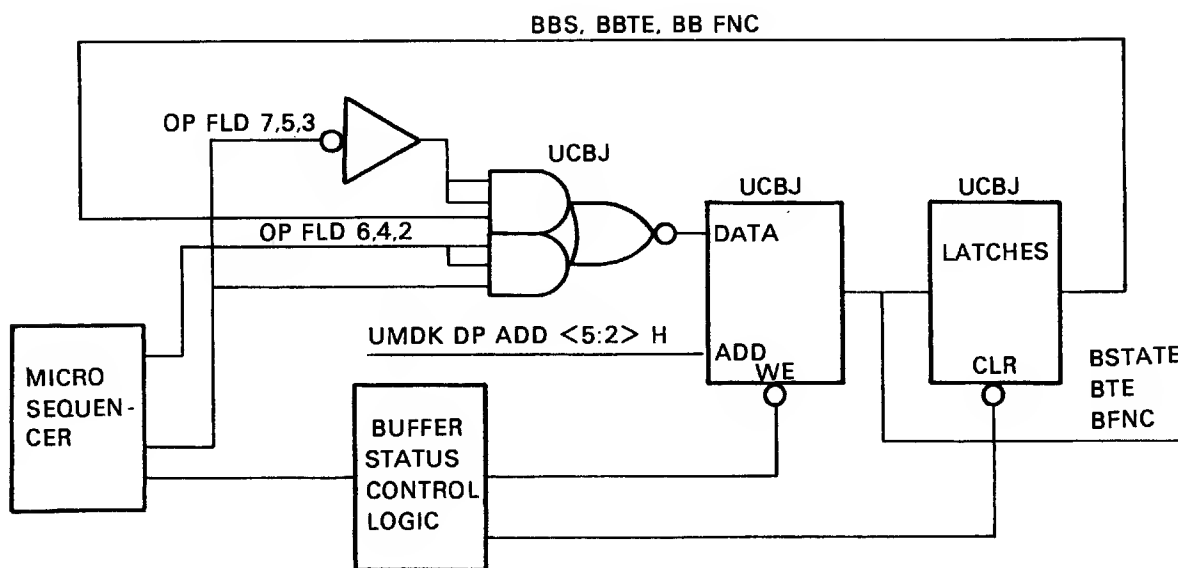 BBS, BBTE, BB FNC
OP FLD 7,5,3
UCBJ
UCBJ
UCBJ
OP FLD 6,4,2
DATA
LATCHES
UMDK DP ADD <5:2> H
ADD
WE
CLR
MICRO
SEQUEN-
CER
BUFFER
STATUS
CONTROL
LOGIC
BSTATE
BTE
BFNC